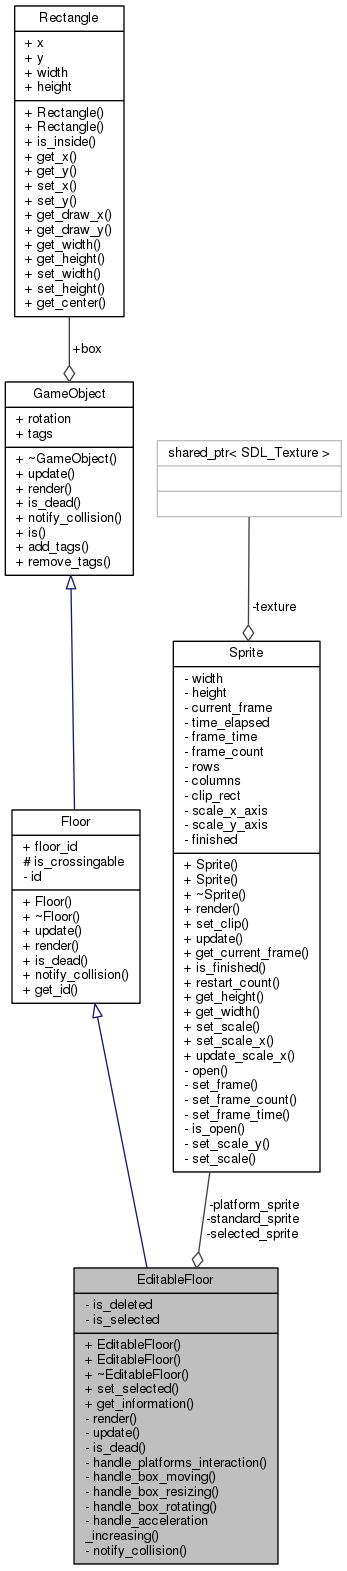 Rectangle
+ x
+ y
+ width
+ height
+ Rectangle()
+ Rectangle()
+ is_inside()
+ get_x()
+ get_y()
+ set_x()
+ set_y()
+ get_draw_x()
+ get_draw_y()
+ get_width()
+ get_height()
+ set_width()
+ set_height()
+ get_center()
+box
GameObject
+ rotation
+ tags
+ ~GameObject()
+ update()
+ render()
+ is_dead()
+ notify_collision()
+ is()
+ add_tags()
+ remove_tags()
shared_ptr< SDL_Texture >
-texture
Sprite
- width
- height
- current_frame
- time_elapsed
- frame_time
- frame_count
- rows
- columns
- clip_rect
- scale_x_axis
- scale_y_axis
- finished
+ Sprite()
+ Sprite()
+ ~Sprite()
+ render()
+ set_clip()
+ update()
+ get_current_frame()
+ is_finished()
+ restart_count()
+ get_height()
+ get_width()
+ set_scale()
+ set_scale_x()
+ update_scale_x()
- open()
- set_frame()
- set_frame_count()
- set_frame_time()
- is_open()
- set_scale_y()
- set_scale()
Floor
+ floor_id
# is_crossingable
- id
+ Floor()
+ ~Floor()
+ update()
+ render()
+ is_dead()
+ notify_collision()
+ get_id()
-platform_sprite
-standard_sprite
-selected_sprite
EditableFloor
- is_deleted
- is_selected
+ EditableFloor()
+ EditableFloor()
+ ~EditableFloor()
+ set_selected()
+ get_information()
- render()
- update()
- is_dead()
- handle_platforms_interaction()
- handle_box_moving()
- handle_box_resizing()
- handle_box_rotating()
- handle_acceleration
_increasing()
- notify_collision()